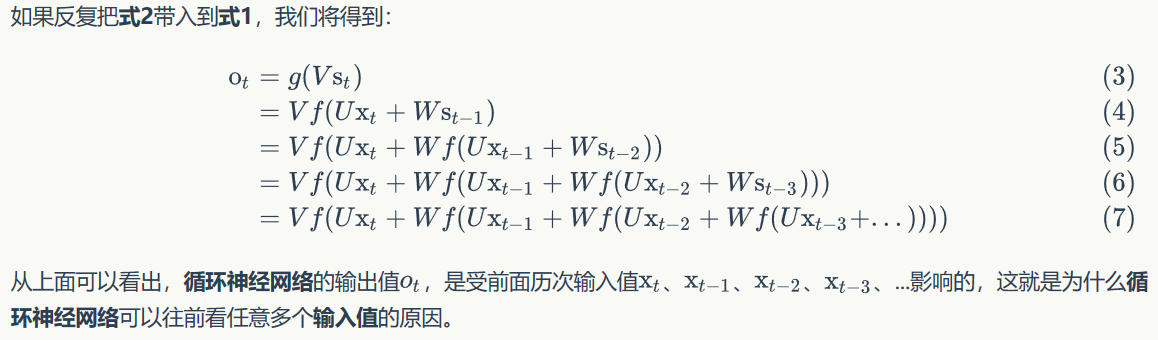 如果反复把式2带入到式1，我们将得到：
o_t = g(Vs_t) (3)
= Vf(Ux_t + Ws_{t−1}) (4)
= Vf(Ux_t + Wf(Ux_{t−1} + Ws_{t−2})) (5)
= Vf(Ux_t + Wf(Ux_{t−1} + Wf(Ux_{t−2} + Ws_{t−3}))) (6)
= Vf(Ux_t + Wf(Ux_{t−1} + Wf(Ux_{t−2} + Wf(Ux_{t−3}+...)))) (7)
从上面可以看出，循环神经网络的输出值o_t，是受前面历次输入值x_t、x_{t−1}、x_{t−2}、x_{t−3}、...影响的，这就是为什么循
环神经网络可以往前看任意多个输入值的原因。